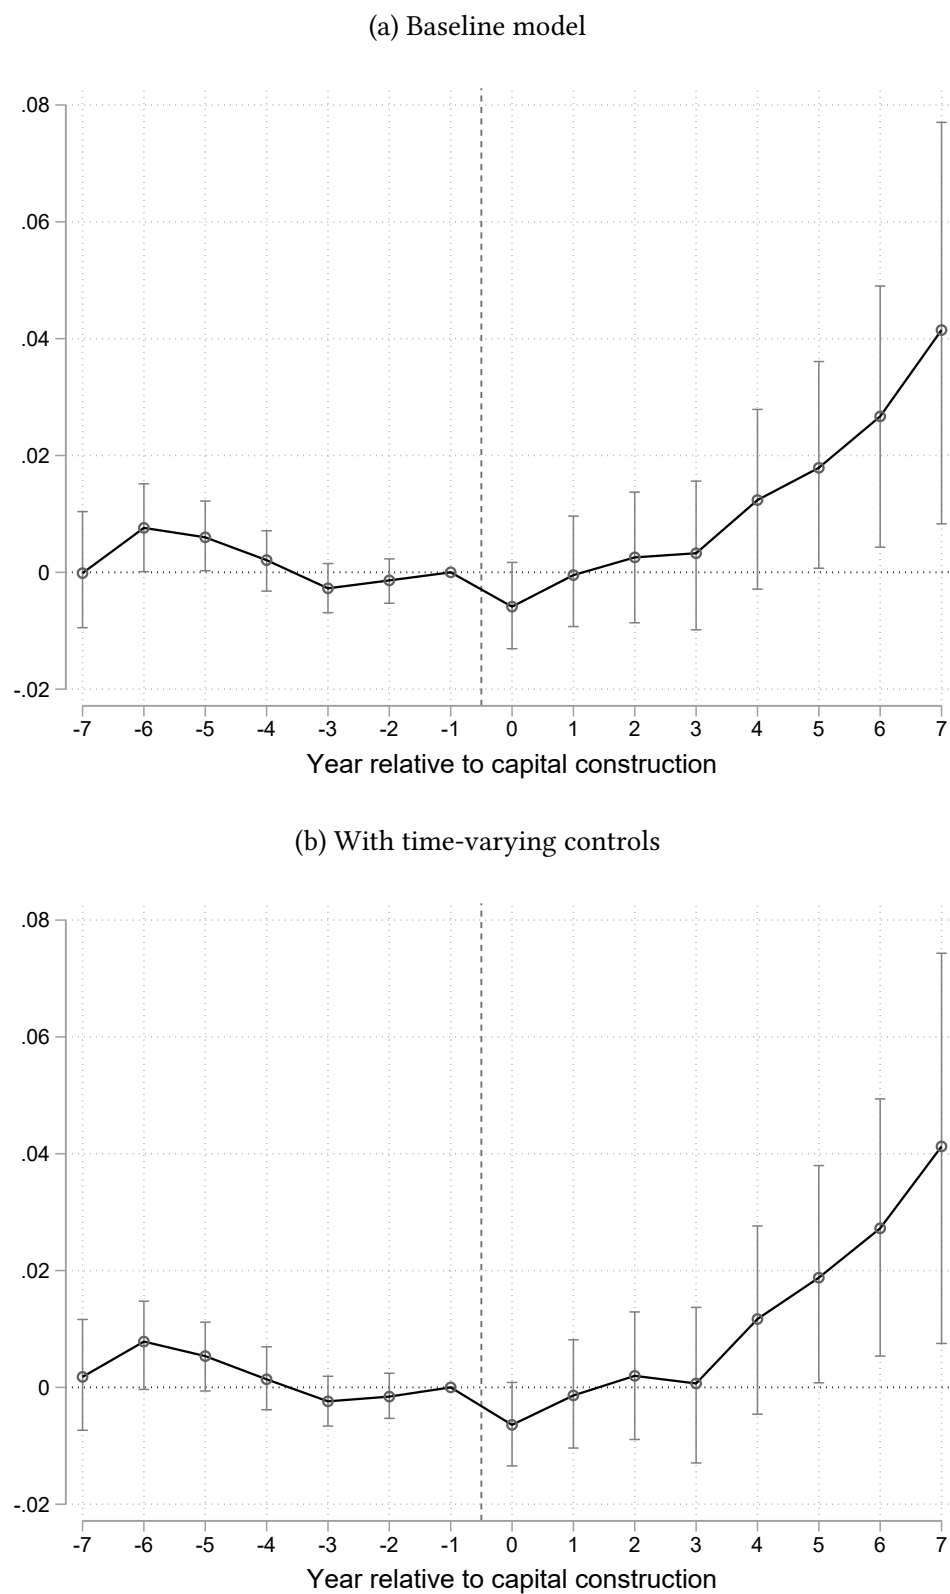 (a) Baseline model
.08
.06
.04
.02
0
-.02
-7 -6 -5 -4 -3 -2 -1 0 1 2 3 4 5 6 7
Year relative to capital construction
(b) With time-varying controls
.08
.06
.04
.02
0
-.02
-7 -6 -5 -4 -3 -2 -1 0 1 2 3 4 5 6 7
Year relative to capital construction